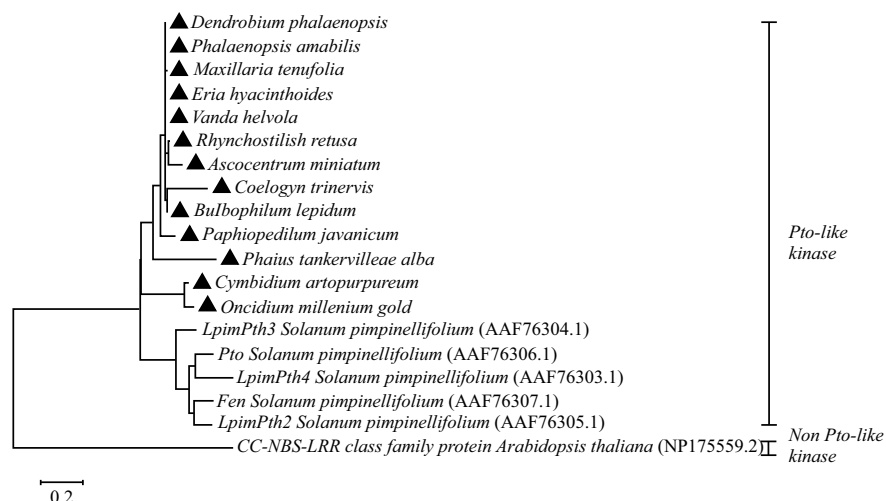 Dendrobium phalaenopsis
Phalaenopsis amabilis
Maxillaria tenufolia
Eria hyacinthoides
Vanda helvola
Rhynchostilish retusa
Ascocentrum miniatum
Coelogyn trinervis
Bulbophilum lepidum
Paphiopedilum javanicum
Phaius tankervilleae alba
Cymbidium artopurpureum
Oncidium millenium gold
LpimPth3 Solanum pimpinellifolium (AAF76304.1)
Pto Solanum pimpinellifolium (AAF76306.1)
LpimPth4 Solanum pimpinellifolium (AAF76303.1)
Fen Solanum pimpinellifolium (AAF76307.1)
LpimPth2 Solanum pimpinellifolium (AAF76305.1)
CC-NBS-LRR class family protein Arabidopsis thaliana (NP175559.2)
Pto-like
kinase
Non Pto-like
kinase
0.2